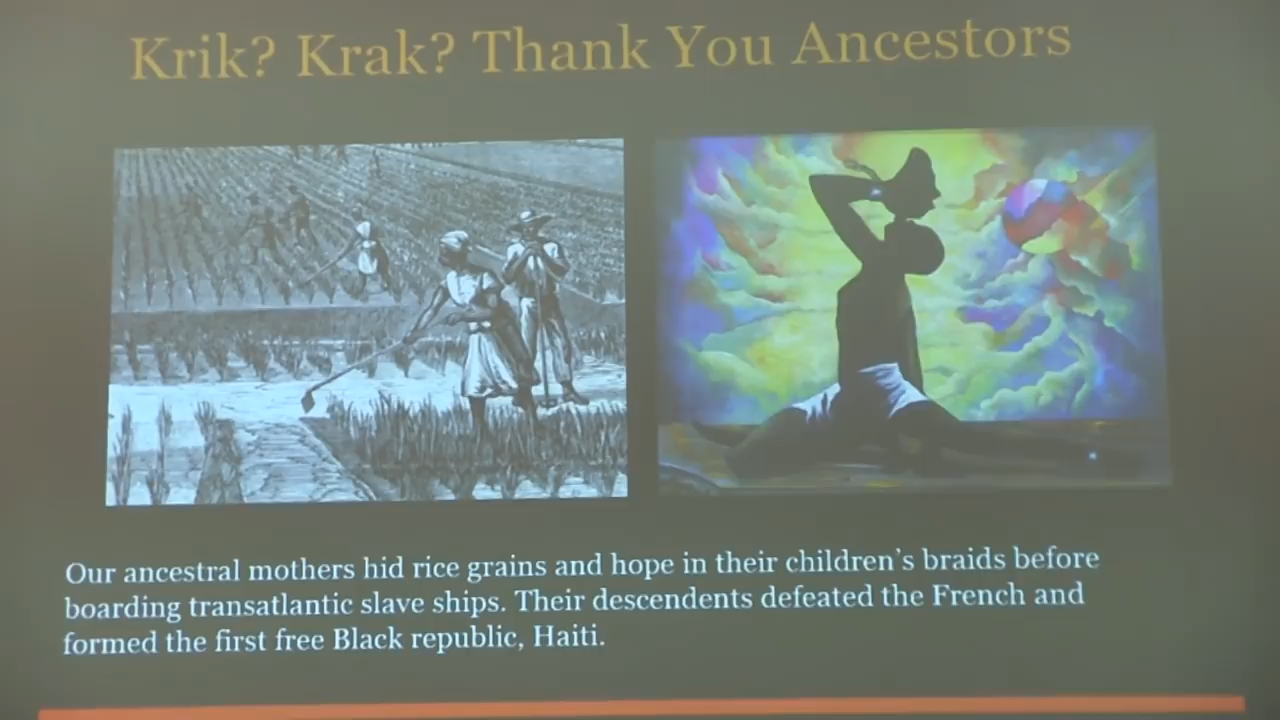 Krik? Krak? Thank You Ancestors
Our ancestral mothers hid rice grains and hope in their children's braids before
boarding transatlantic slave ships. Their descendents defeated the French and
formed the first free Black republic, Haiti.